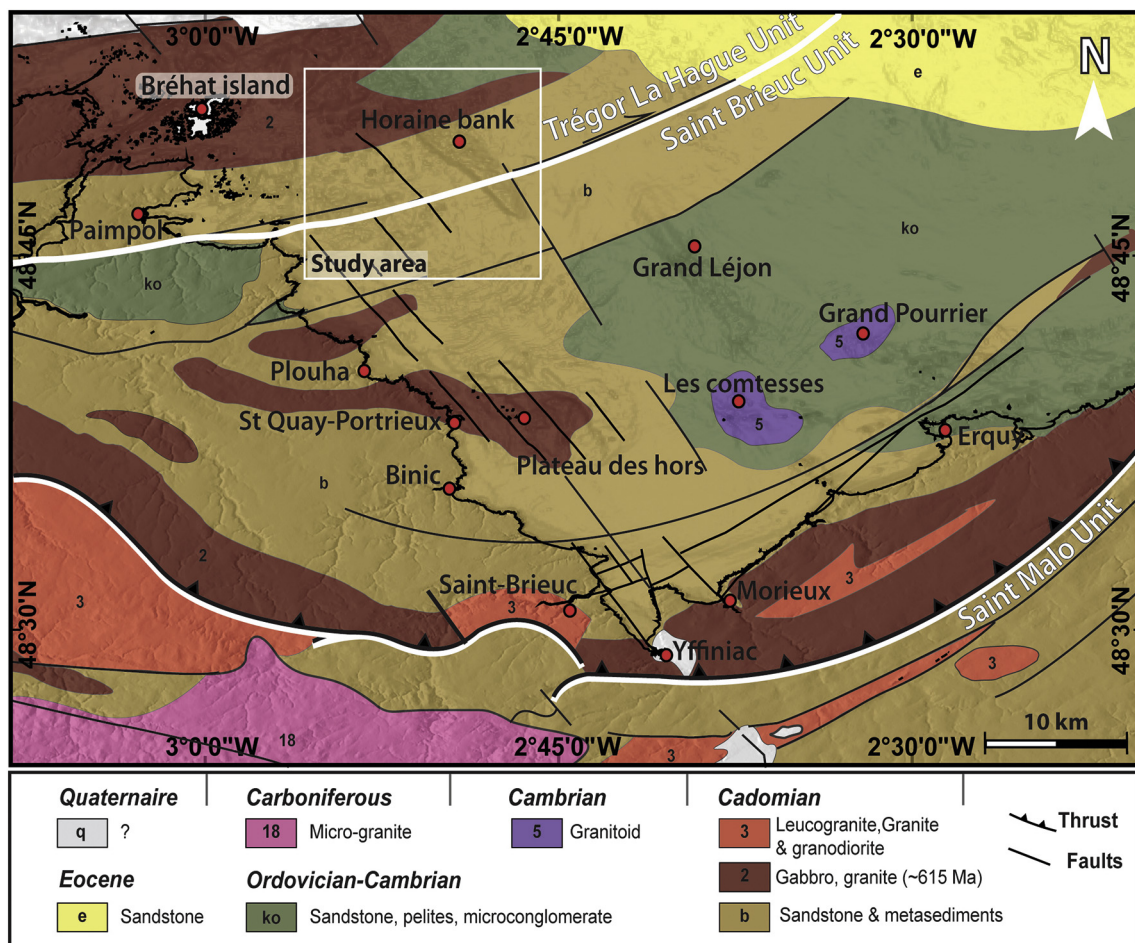 3°0'0"W
2°45'0"W
2°30'0"W
N
Bréhat island
e
2
Horaine bank
Trégor La Hague Unit
Saint Brieuc Unit
b
48°45'N
Paimpol
ko
Study area
ko
Grand Léjon
48°45'N
Grand Pourrier
5
Plouha
Les comtesses
5
St Quay-Portrieux
Erquy
Plateau des hors
Binic
b
2
3
Saint-Brieuc
3
Morieux
3
Saint Malo Unit
48°30'N
Yffiniac
48°30'N
3
10 km
3°0'0"W
18
2°45'0"W
3
2°30'0"W
Quaternaire
q ?
Eocene
e Sandstone
Carboniferous
18 Micro-granite
Ordovician-Cambrian
ko Sandstone, pelites, microconglomerate
Cambrian
5 Granitoid
Cadomian
3 Leucogranite,Granite
& granodiorite
2 Gabbro, granite (~615 Ma)
b Sandstone & metasediments
Thrust
Faults